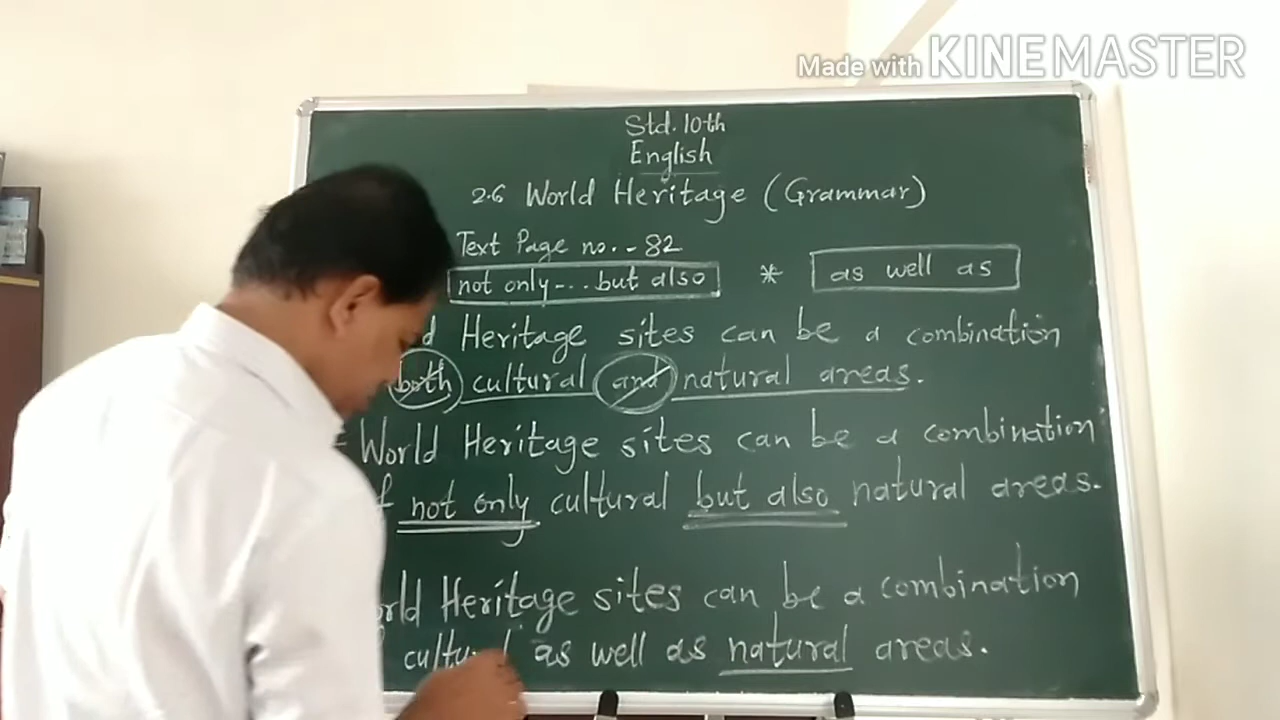 Made with KINEMASTER
Std. 10th
English
2.6 World Heritage (Grammar)
Text Page no. - 82
not only --.. but also * as well as
Heritage sites can be a combination
both cultural and natural areas.
World Heritage sites can be a combination
not only cultural but also natural areas.
Heritage sites can be a combination
as well as natural areas.